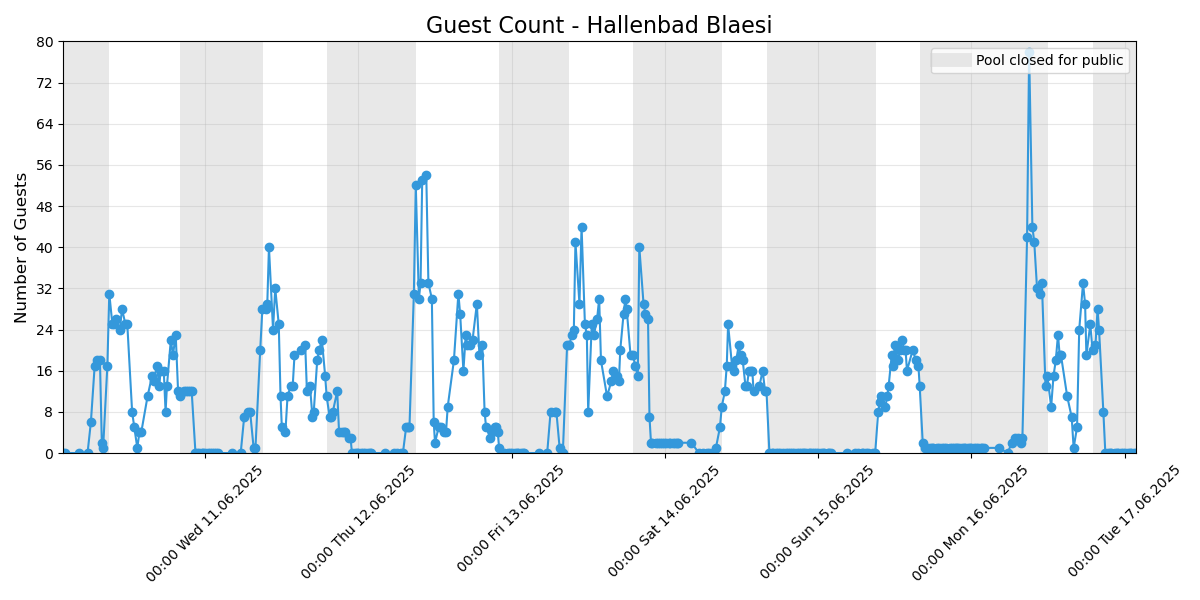 Guest Count - Hallenbad Blaesi
Pool closed for public
Number of Guests
80
72
64
56
48
40
32
24
16
8
0
00:00 Wed 11.06.2025
00:00 Thu 12.06.2025
00:00 Fri 13.06.2025
00:00 Sat 14.06.2025
00:00 Sun 15.06.2025
00:00 Mon 16.06.2025
00:00 Tue 17.06.2025